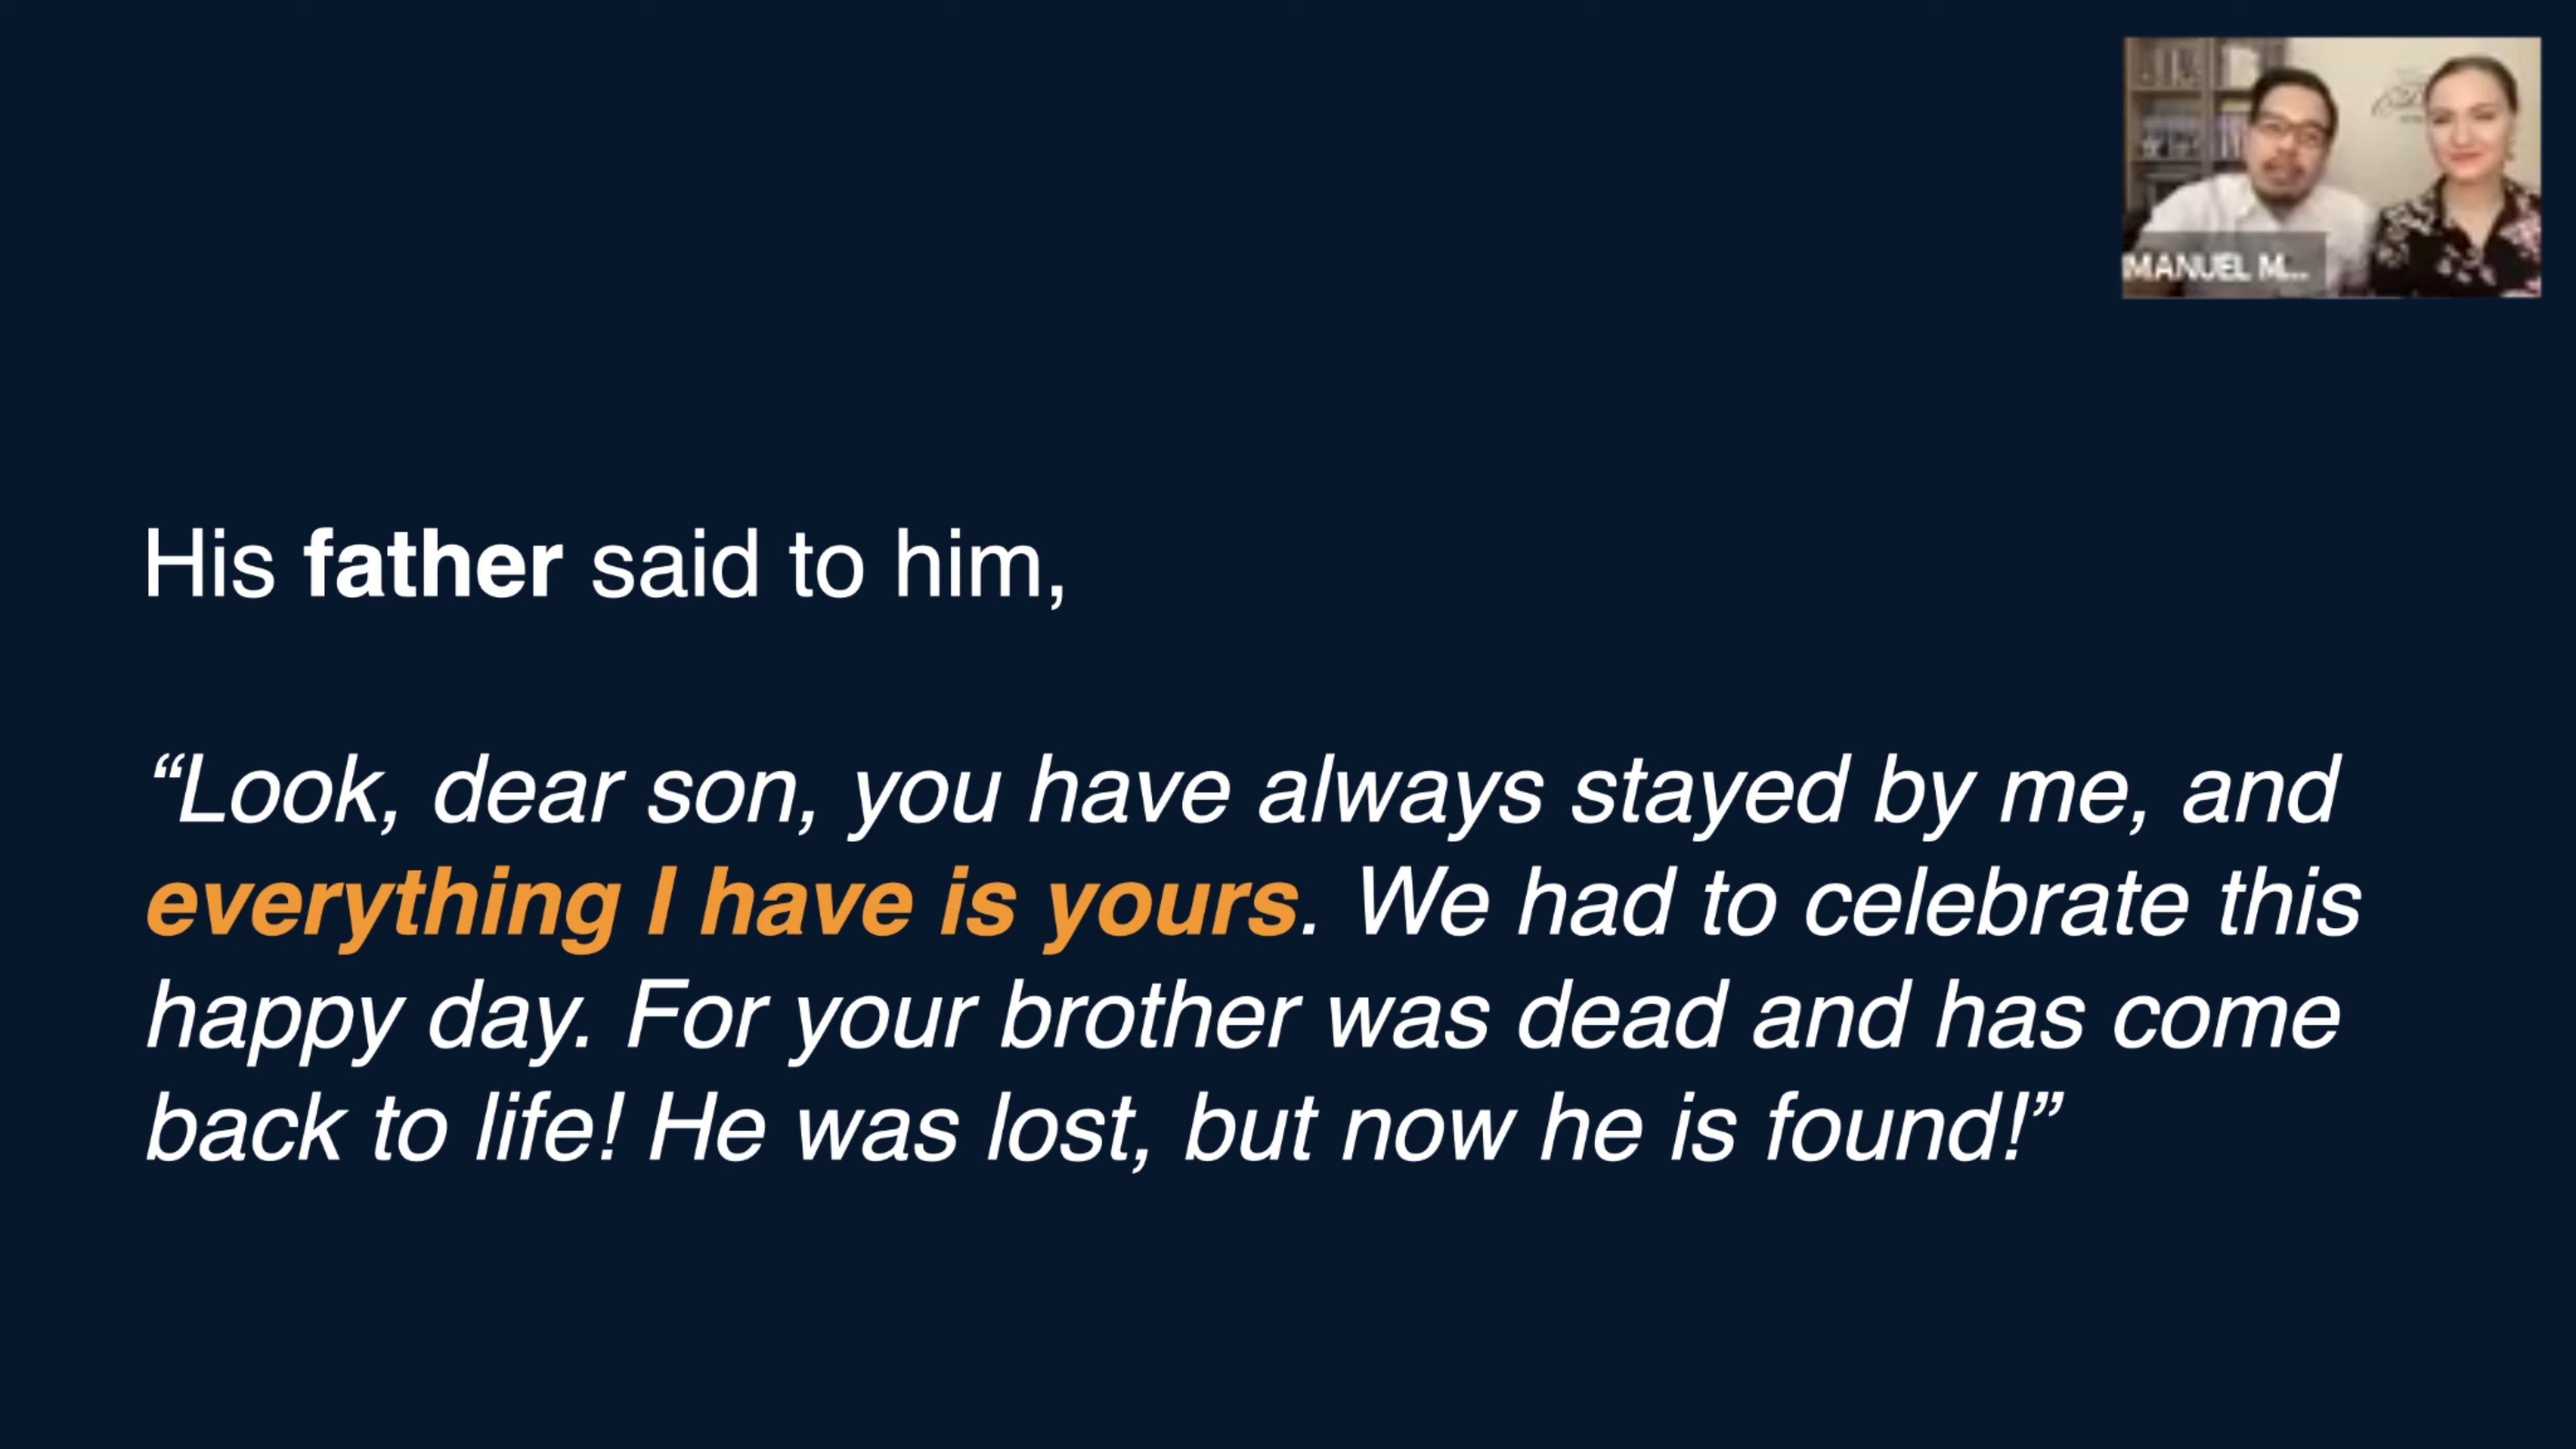 MANUEL M...
His father said to him,
“Look, dear son, you have always stayed by me, and
everything I have is yours. We had to celebrate this
happy day. For your brother was dead and has come
back to life! He was lost, but now he is found!”